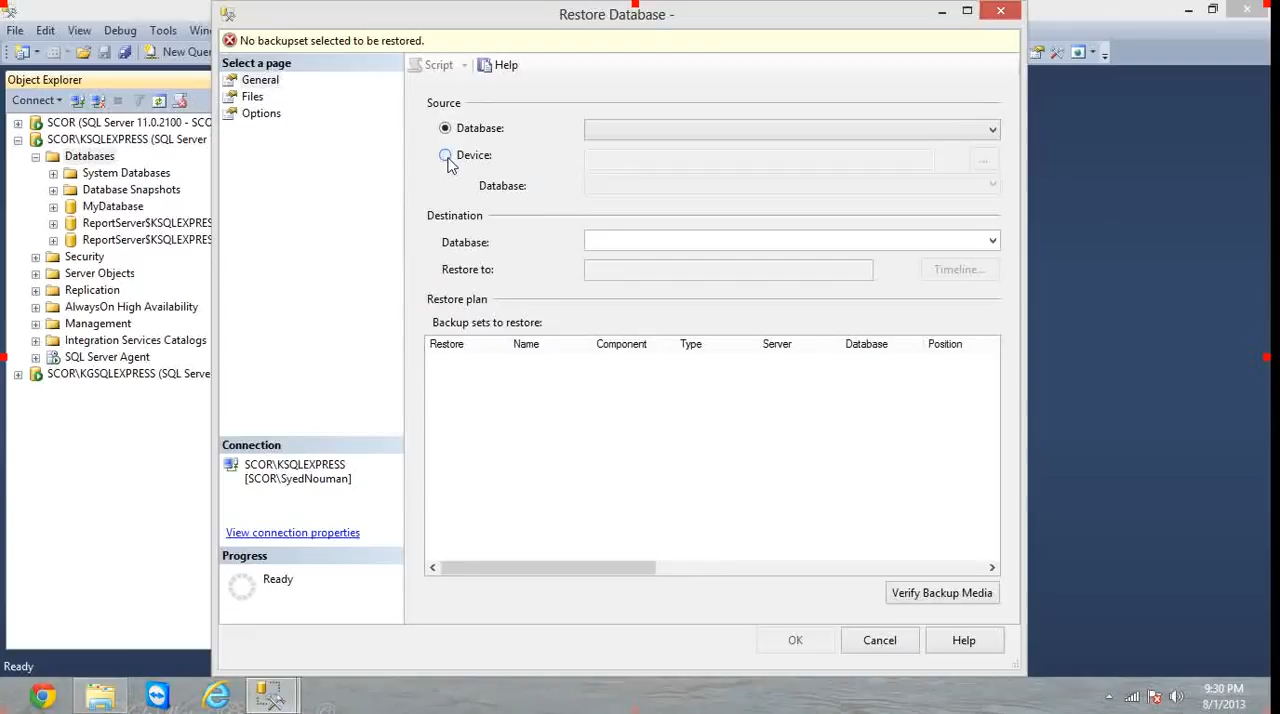 Restore Database -
File Edit View Debug Tools Win
New Quer
Object Explorer
Connect
SCOR (SQL Server 11.0.2100 - SCO
SCOR\KSQLEXPRESS (SQL Server
Databases
System Databases
Database Snapshots
MyDatabase
ReportServer$KSQLEXPRES
ReportServer$KSQLEXPRES
Security
Server Objects
Replication
AlwaysOn High Availability
Management
Integration Services Catalogs
SQL Server Agent
SCOR\KGSQLEXPRESS (SQL Serve
No backupset selected to be restored.
Select a page
General
Files
Options
Script Help
Source
Database:
Device:
...
Database:
Destination
Database:
Restore to:
Timeline...
Restore plan
Backup sets to restore:
Restore Name Component Type Server Database Position
Connection
SCOR\KSQLEXPRESS
[SCOR\SyedNouman]
View connection properties
Progress
Ready
Verify Backup Media
OK Cancel Help
Ready
9:30 PM
8/1/2013